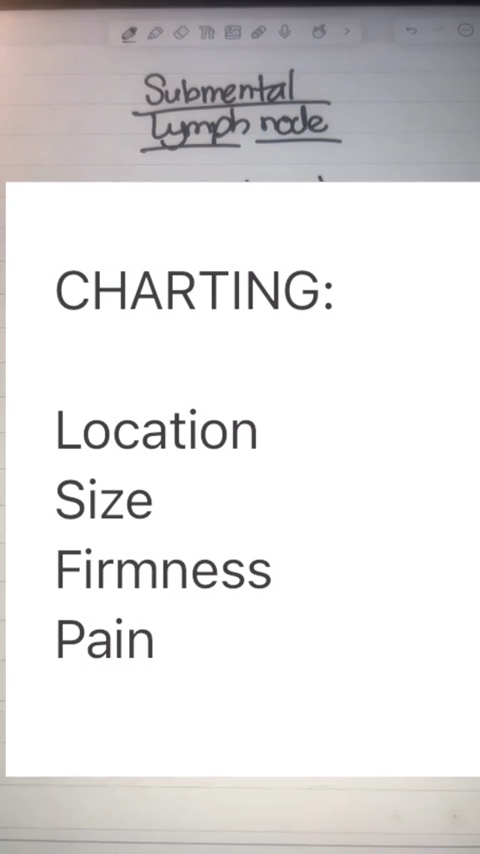 Submental
Lymph node
CHARTING:
Location
Size
Firmness
Pain